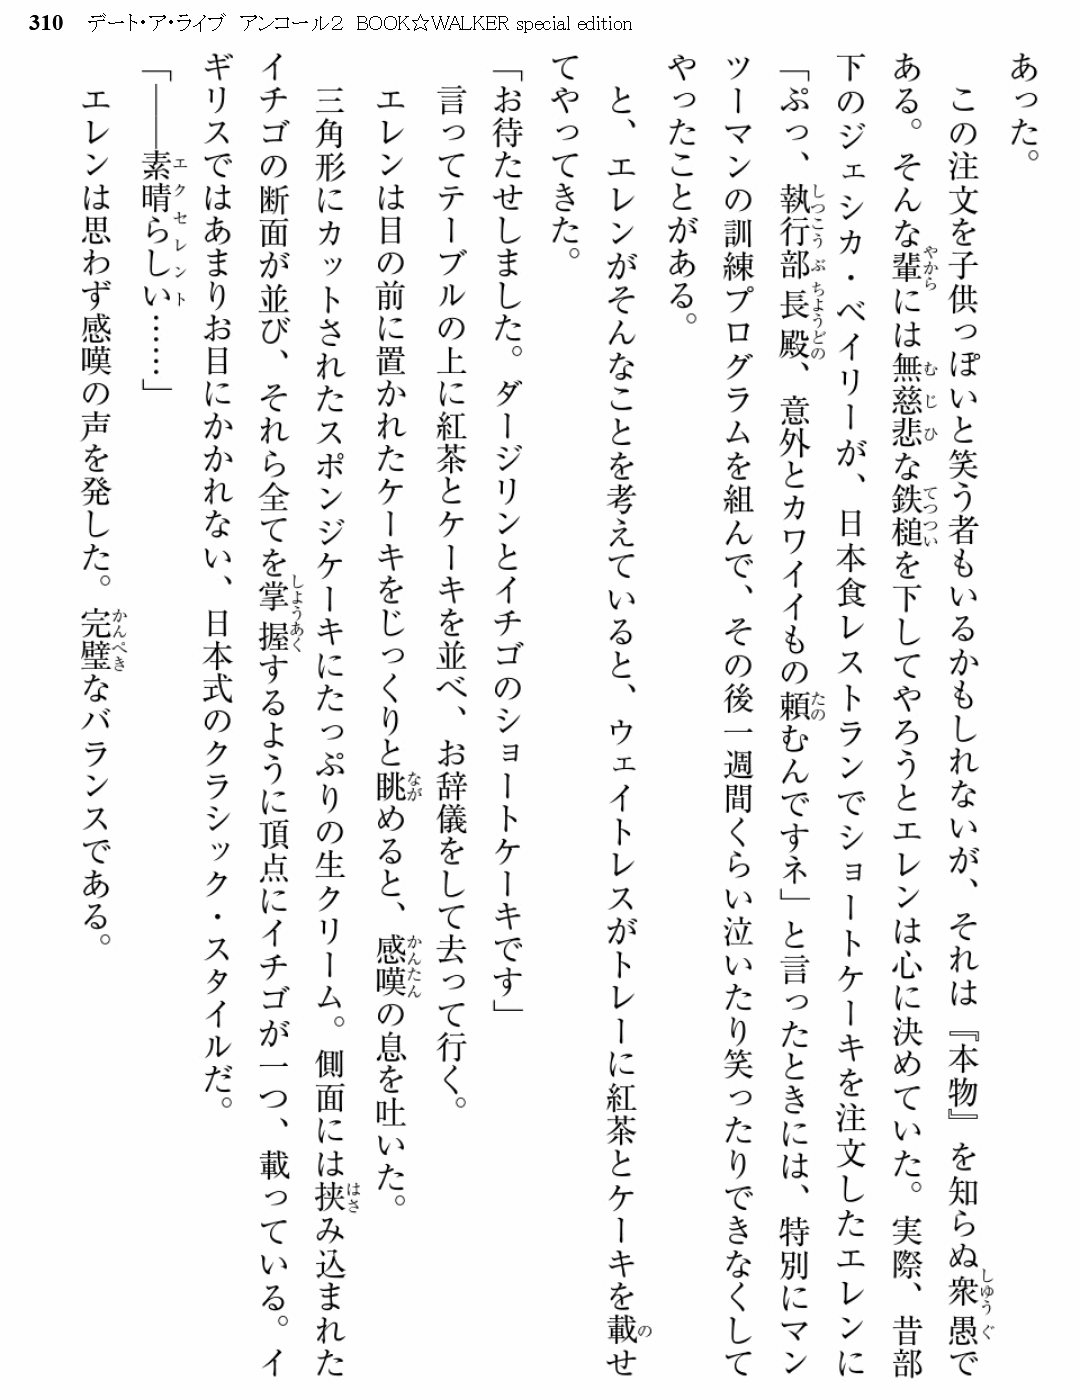 310 デート・ア・ライブ アンコール2 BOOK☆WALKER special edition
あった。
この注文を子供っぽいと笑う者もいるかもしれないが、それは『本物』を知らぬ衆愚で
ある。そんな輩には無慈悲な鉄槌を下してやろうとエレンは心に決めていた。実際、昔部
下のジェシカ・ベイリーが、日本食レストランでショートケーキを注文したエレンに
「ぷっ、執行部長殿、意外とカワイイもの頼むんですネ」と言ったときには、特別にマン
ツーマンの訓練プログラムを組んで、その後一週間くらい泣いたり笑ったりできなくして
やったことがある。
と、エレンがそんなことを考えていると、ウェイトレスがトレーに紅茶とケーキを載せ
てやってきた。
「お待たせしました。ダージリンとイチゴのショートケーキです」
言ってテーブルの上に紅茶とケーキを並べ、お辞儀をして去って行く。
エレンは目の前に置かれたケーキをじっくりと眺めると、感嘆の息を吐いた。
三角形にカットされたスポンジケーキにたっぷりの生クリーム。側面には挟み込まれた
イチゴの断面が並び、それら全てを掌握するように頂点にイチゴが一つ、載っている。イ
ギリスではあまりお目にかかれない、日本式のクラシック・スタイルだ。
「――素晴らしい……」
エレンは思わず感嘆の声を発した。完璧なバランスである。